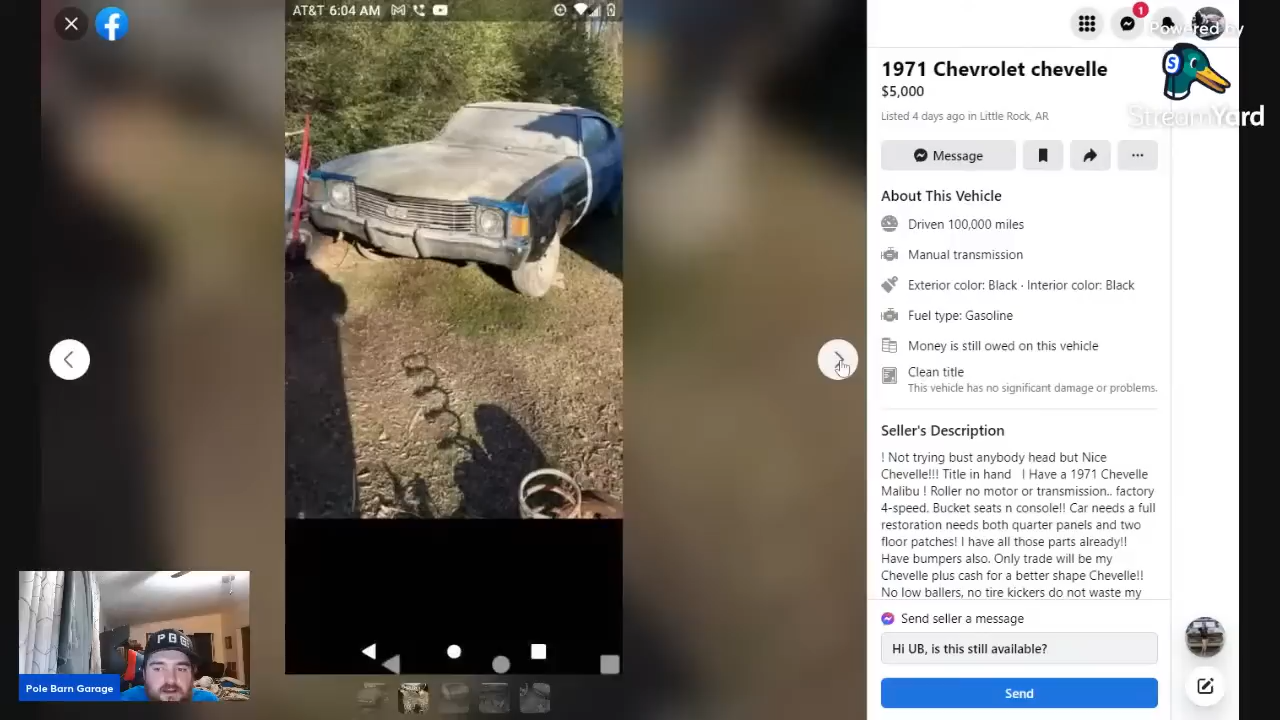 AT&T 6:04 AM
1
Powered by
S
StreamYard
1971 Chevrolet chevelle
$5,000
Listed 4 days ago in Little Rock, AR
Message
About This Vehicle
Driven 100,000 miles
Manual transmission
Exterior color: Black · Interior color: Black
Fuel type: Gasoline
Money is still owed on this vehicle
Clean title
This vehicle has no significant damage or problems.
Seller's Description
! Not trying bust anybody head but Nice
Chevelle!!! Title in hand I Have a 1971 Chevelle
Malibu ! Roller no motor or transmission.. factory
4-speed. Bucket seats n console!! Car needs a full
restoration needs both quarter panels and two
floor patches! I have all those parts already!!
Have bumpers also. Only trade will be my
Chevelle plus cash for a better shape Chevelle!!
No low ballers, no tire kickers do not waste my
Send seller a message
Hi UB, is this still available?
Send
Pole Barn Garage